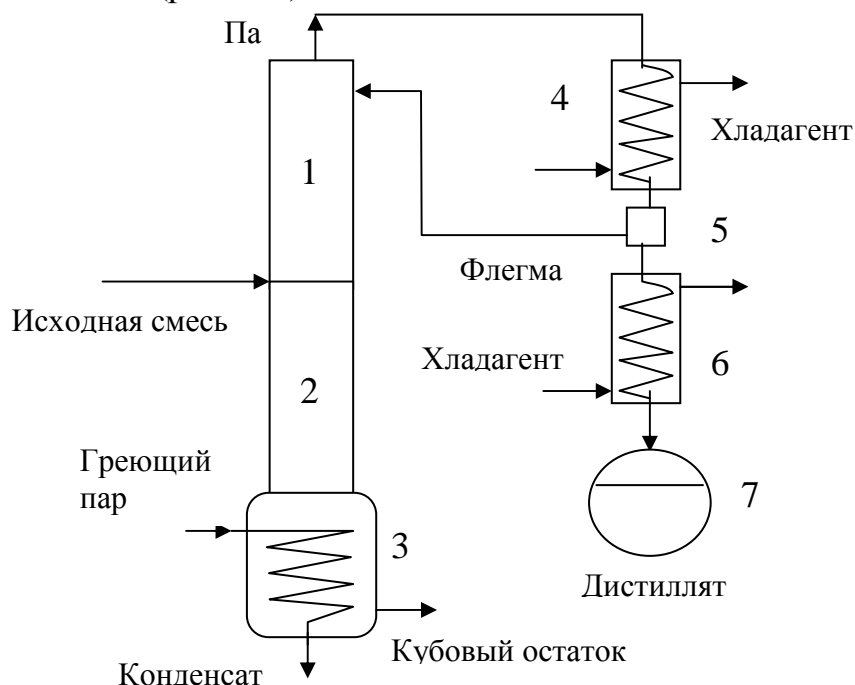 Па
4
Хладагент
1
5
Флегма
Исходная смесь
Хладагент
6
2
Греющий
пар
7
3
Дистиллят
Кубовый остаток
Конденсат